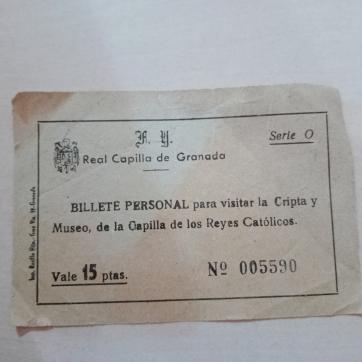 F. Y.
Serie O
Real Capilla de Granada
BILLETE PERSONAL para visitar la Cripta y
Museo, de la Capilla de los Reyes Católicos.
Vale 15 ptas.
Nº 005590